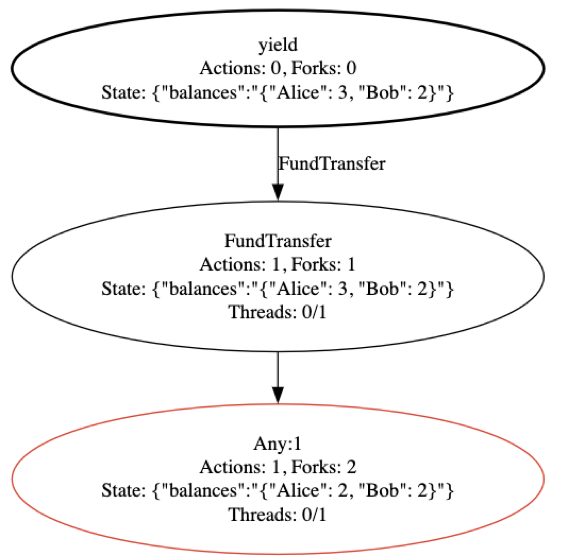 yield
Actions: 0, Forks: 0
State: {"balances":"{"Alice": 3, "Bob": 2}"}
FundTransfer
FundTransfer
Actions: 1, Forks: 1
State: {"balances":"{"Alice": 3, "Bob": 2}"}
Threads: 0/1
Any:1
Actions: 1, Forks: 2
State: {"balances":"{"Alice": 2, "Bob": 2}"}
Threads: 0/1